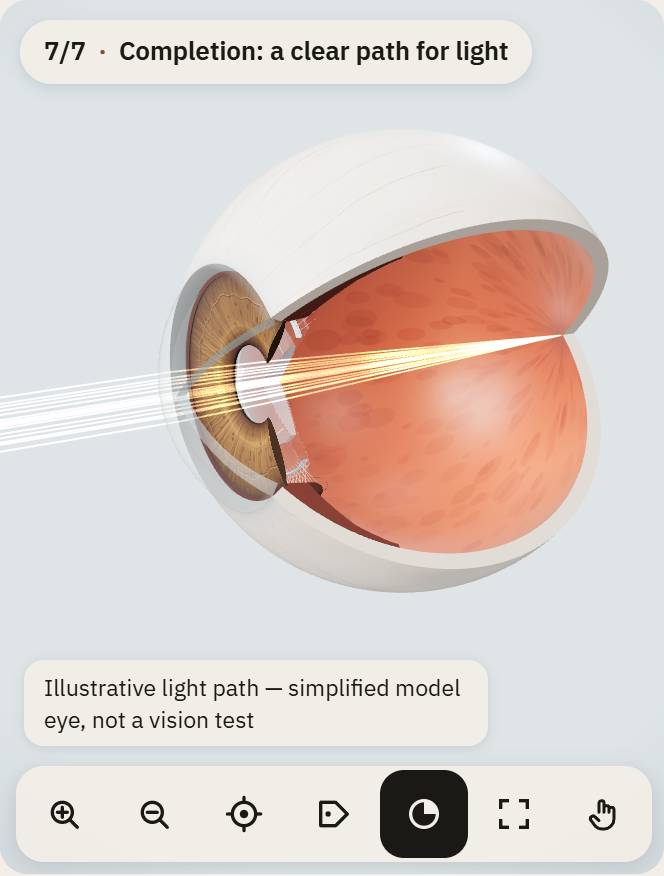 7/7 · Completion: a clear path for light
Illustrative light path — simplified model
eye, not a vision test